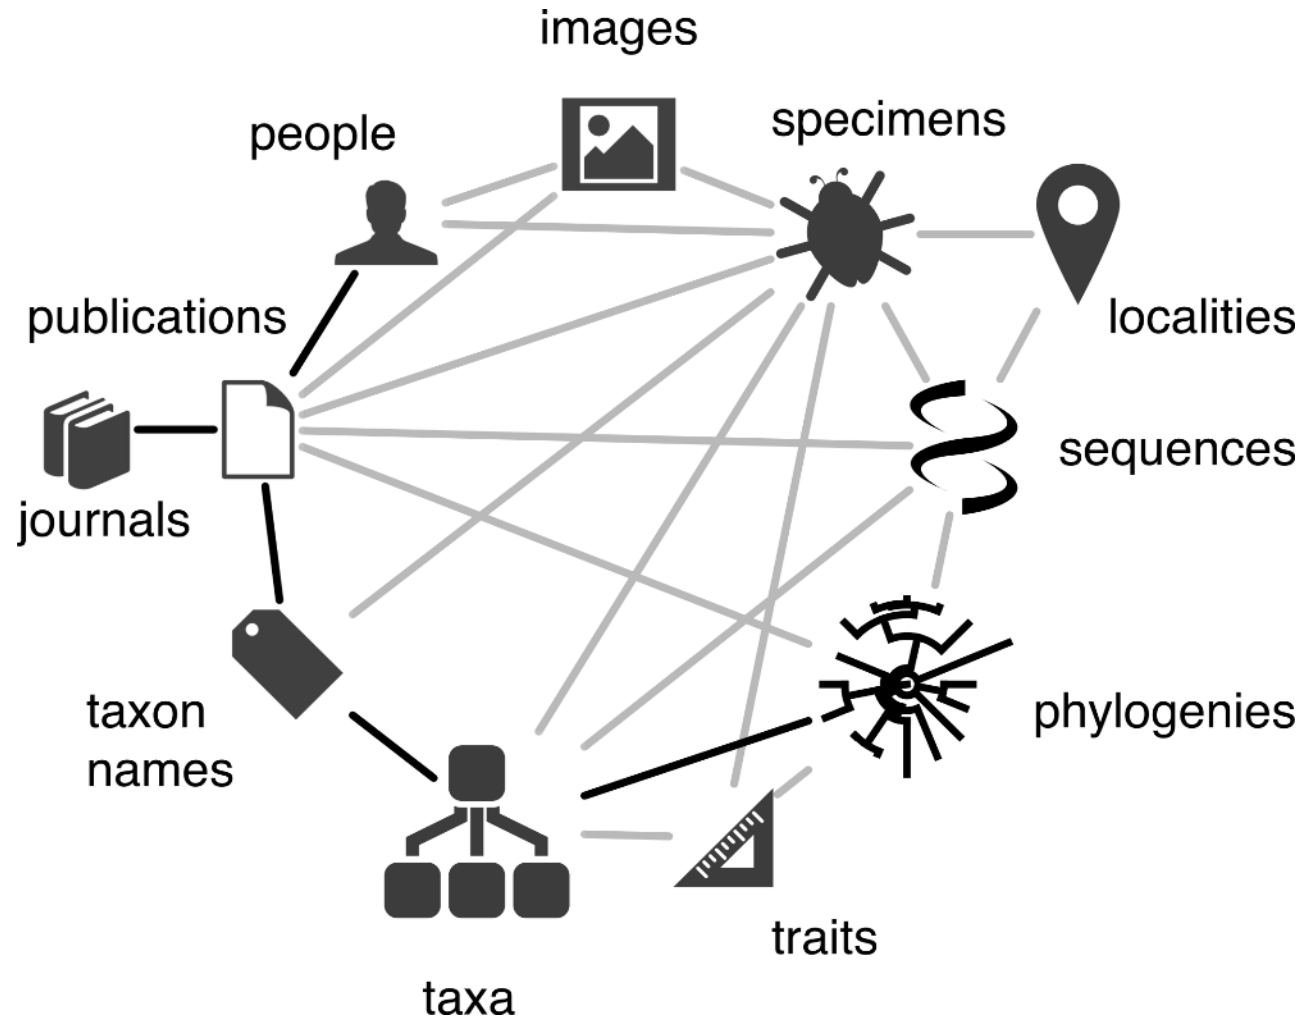 images
people
specimens
publications
localities
journals
sequences
taxon
names
phylogenies
traits
taxa